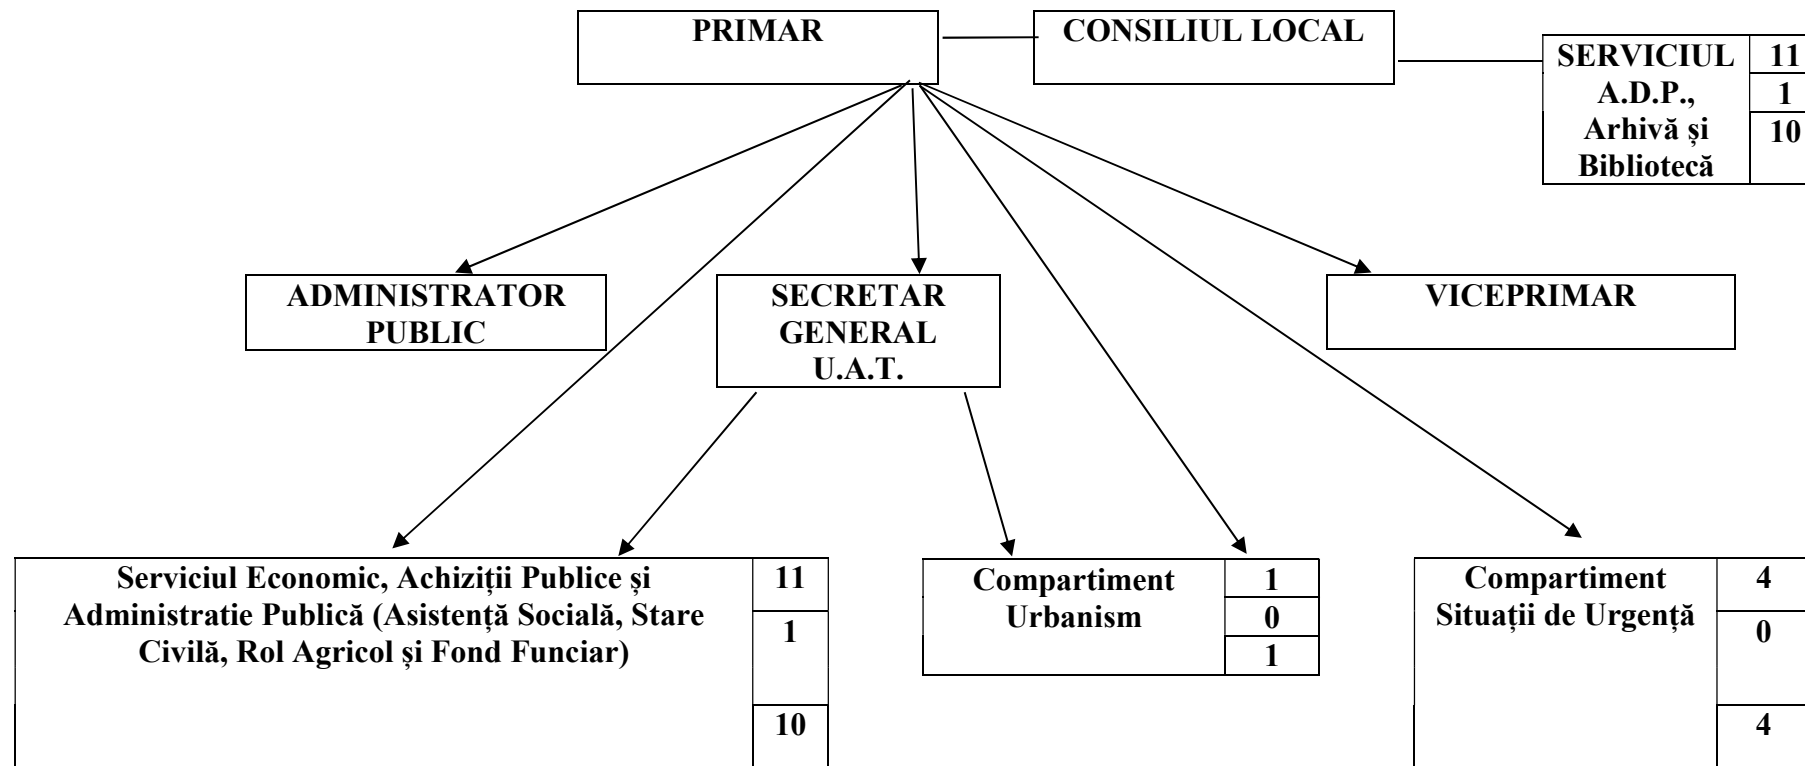 PRIMAR
CONSILIUL LOCAL
SERVICIUL
A.D.P.,
Arhivă și
Bibliotecă
11
1
10
ADMINISTRATOR
PUBLIC
SECRETAR
GENERAL
U.A.T.
VICEPRIMAR
Serviciul Economic, Achiziții Publice și
Administratie Publică (Asistență Socială, Stare
Civilă, Rol Agricol și Fond Funciar)
11
1
10
Compartiment
Urbanism
1
0
1
Compartiment
Situații de Urgență
4
0
4